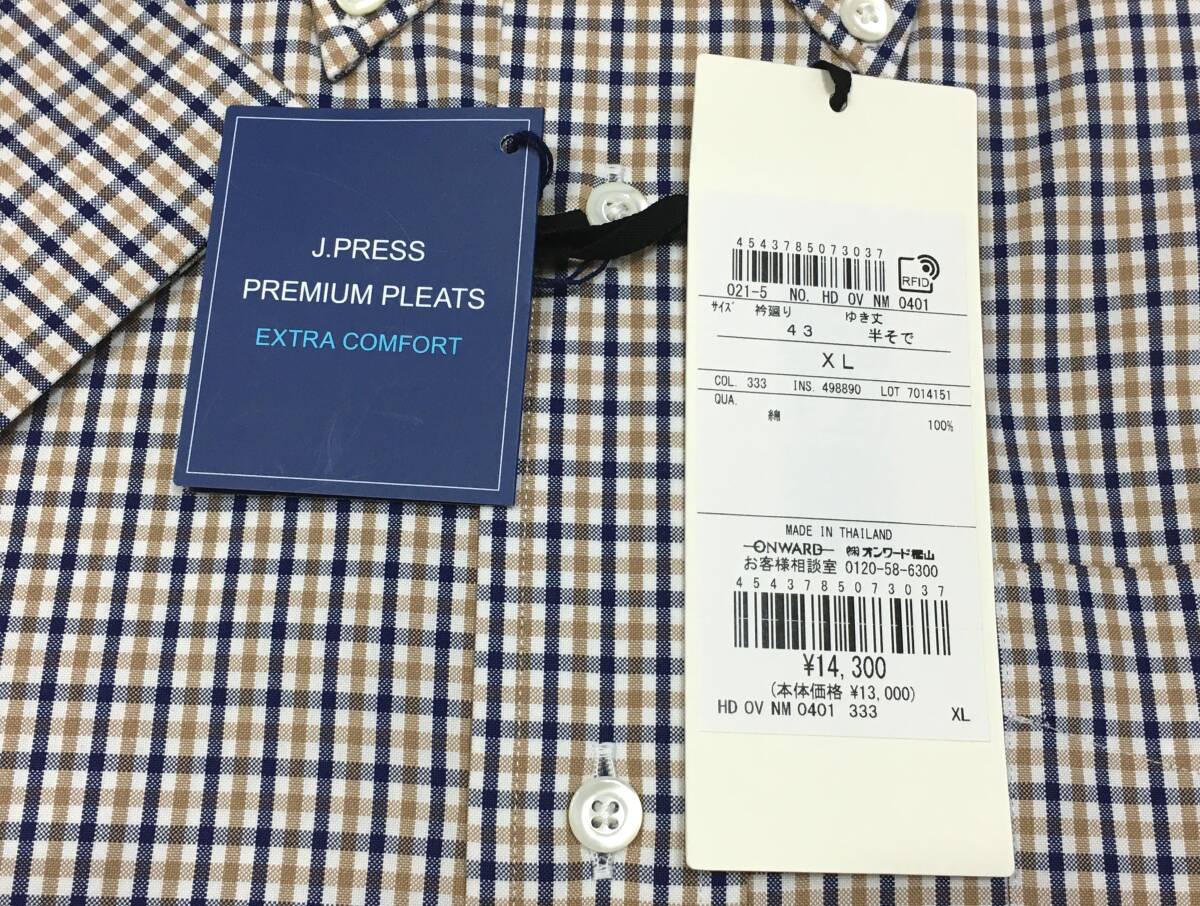 J.PRESS
PREMIUM PLEATS
EXTRA COMFORT
4543785073037
RFID
021-5 NO. HD OV NM 0401
サイズ 衿廻り ゆき丈
43 半そで
XL
COL. 333 INS. 498890 LOT 7014151
QUA.
綿 100%
MADE IN THAILAND
ONWARD ㈱オンワード樫山
お客様相談室 0120-58-6300
4543785073037
¥14,300
(本体価格 ¥13,000)
HD OV NM 0401 333 XL